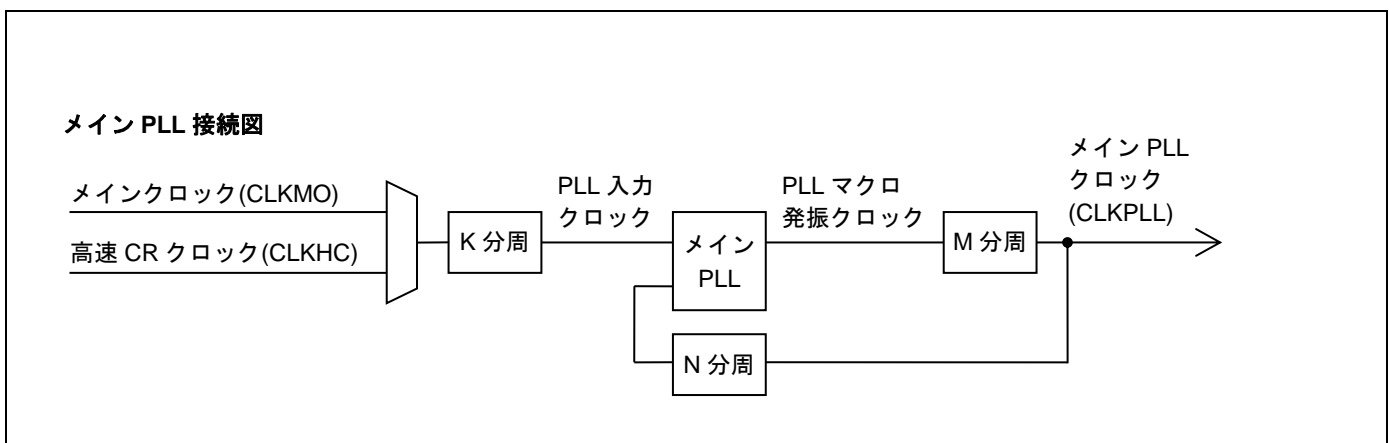 メイン PLL 接続図
メインクロック(CLKMO)
高速 CR クロック(CLKHC)
K 分周
PLL 入力
クロック
メイン
PLL
N 分周
PLL マクロ
発振クロック
M 分周
メイン PLL
クロック
(CLKPLL)